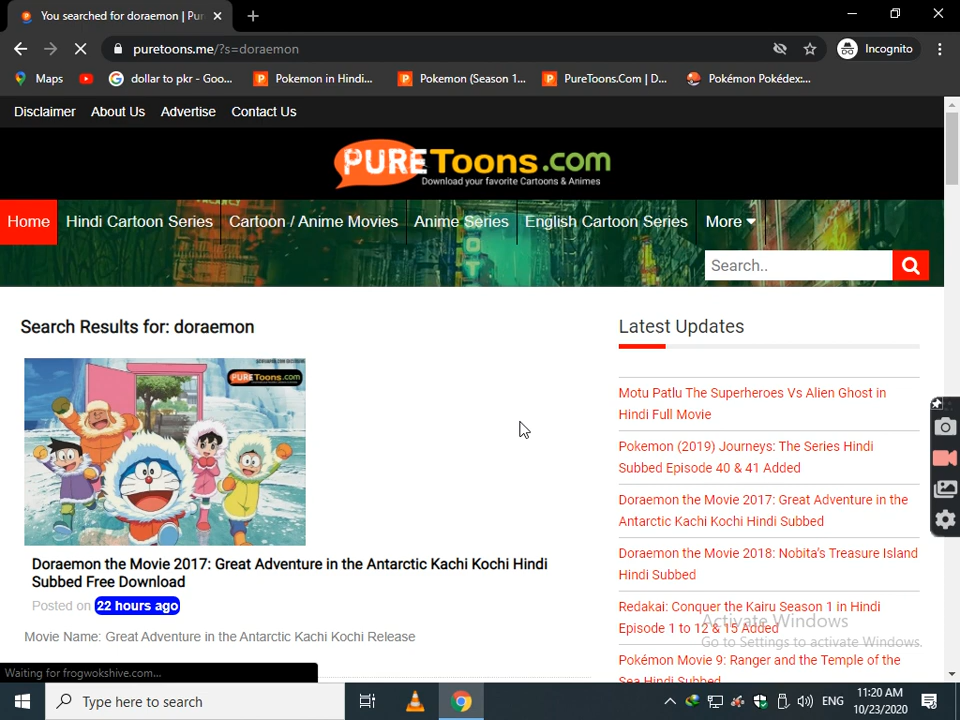 You searched for doraemon | Pur
puretoons.me/?s=doraemon
Incognito
Maps
dollar to pkr - Goo...
Pokemon in Hindi...
Pokemon (Season 1...
PureToons.Com | D...
Pokémon Pokédex:...
Disclaimer
About Us
Advertise
Contact Us
PURE Toons .com
Download your favorite Cartoons & Animes
Home
Hindi Cartoon Series
Cartoon / Anime Movies
Anime Series
English Cartoon Series
More
Search..
Search Results for: doraemon
PURE Toons.com
Doraemon the Movie 2017: Great Adventure in the Antarctic Kachi Kochi Hindi
Subbed Free Download
Posted on 22 hours ago
Movie Name: Great Adventure in the Antarctic Kachi Kochi Release
Latest Updates
Motu Patlu The Superheroes Vs Alien Ghost in
Hindi Full Movie
Pokemon (2019) Journeys: The Series Hindi
Subbed Episode 40 & 41 Added
Doraemon the Movie 2017: Great Adventure in the
Antarctic Kachi Kochi Hindi Subbed
Doraemon the Movie 2018: Nobita's Treasure Island
Hindi Subbed
Redakai: Conquer the Kairu Season 1 in Hindi
Episode 1 to 12 & 15 Added
Pokémon Movie 9: Ranger and the Temple of the
Sea Hindi Subbed
Activate Windows
Go to Settings to activate Windows.
Waiting for frogwokshive.com...
Type here to search
ENG
11:20 AM
10/23/2020